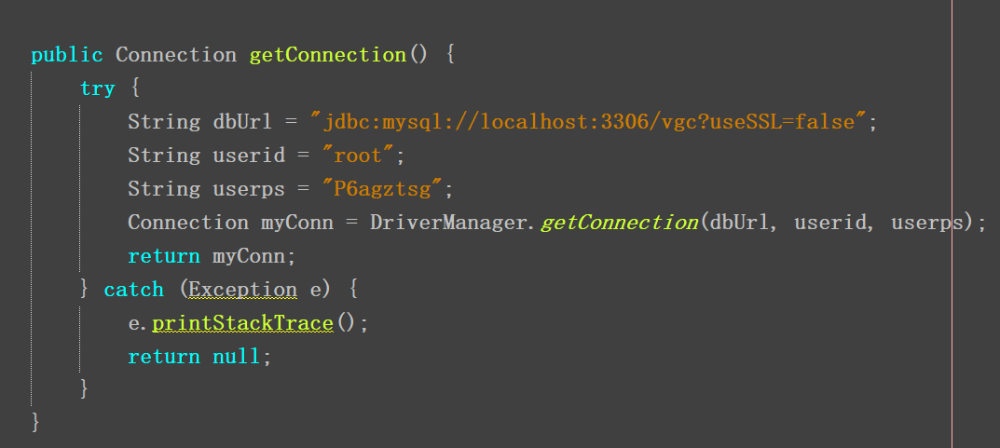 public Connection getConnection() {
    try {
        String dbUrl = "jdbc:mysql://localhost:3306/vgc?useSSL=false";
        String userid = "root";
        String userps = "P6agztsg";
        Connection myConn = DriverManager.getConnection(dbUrl, userid, userps);
        return myConn;
    } catch (Exception e) {
        e.printStackTrace();
        return null;
    }
}